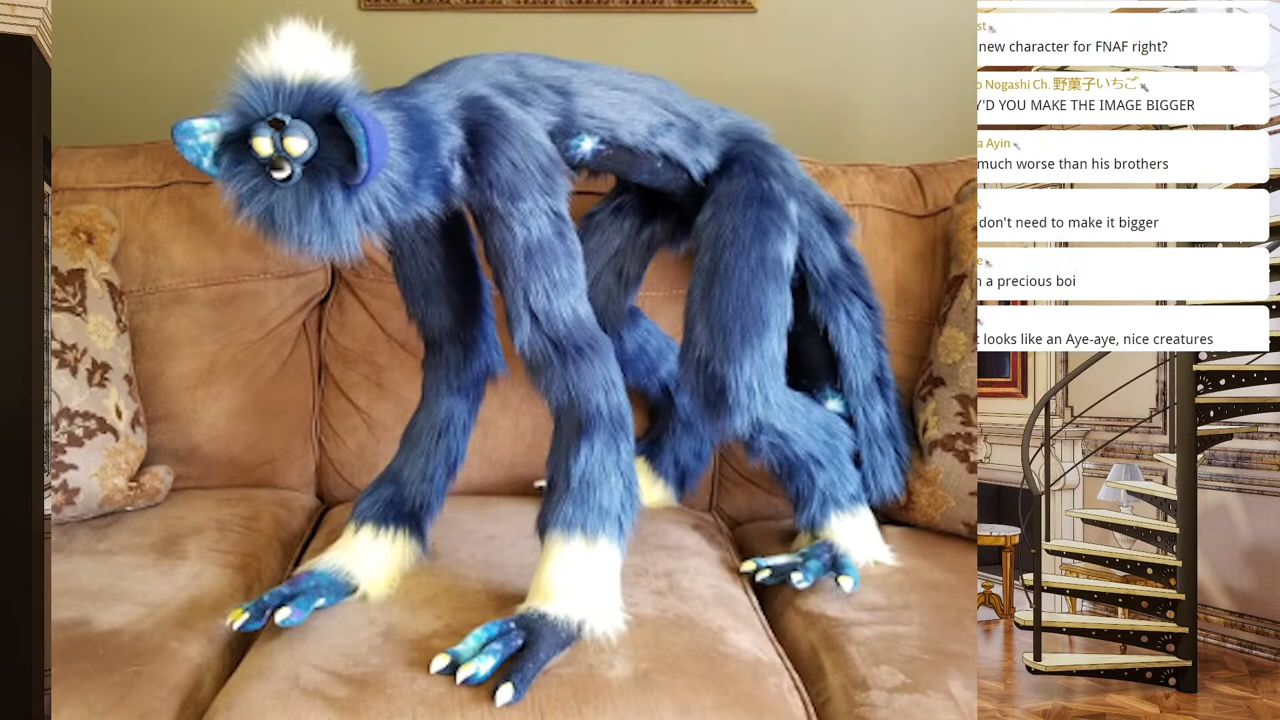 st
new character for FNAF right?
o Nogashi Ch. 野菓子いちご
Y'D YOU MAKE THE IMAGE BIGGER
a Ayin
much worse than his brothers
don't need to make it bigger
e
a precious boi
looks like an Aye-aye, nice creatures